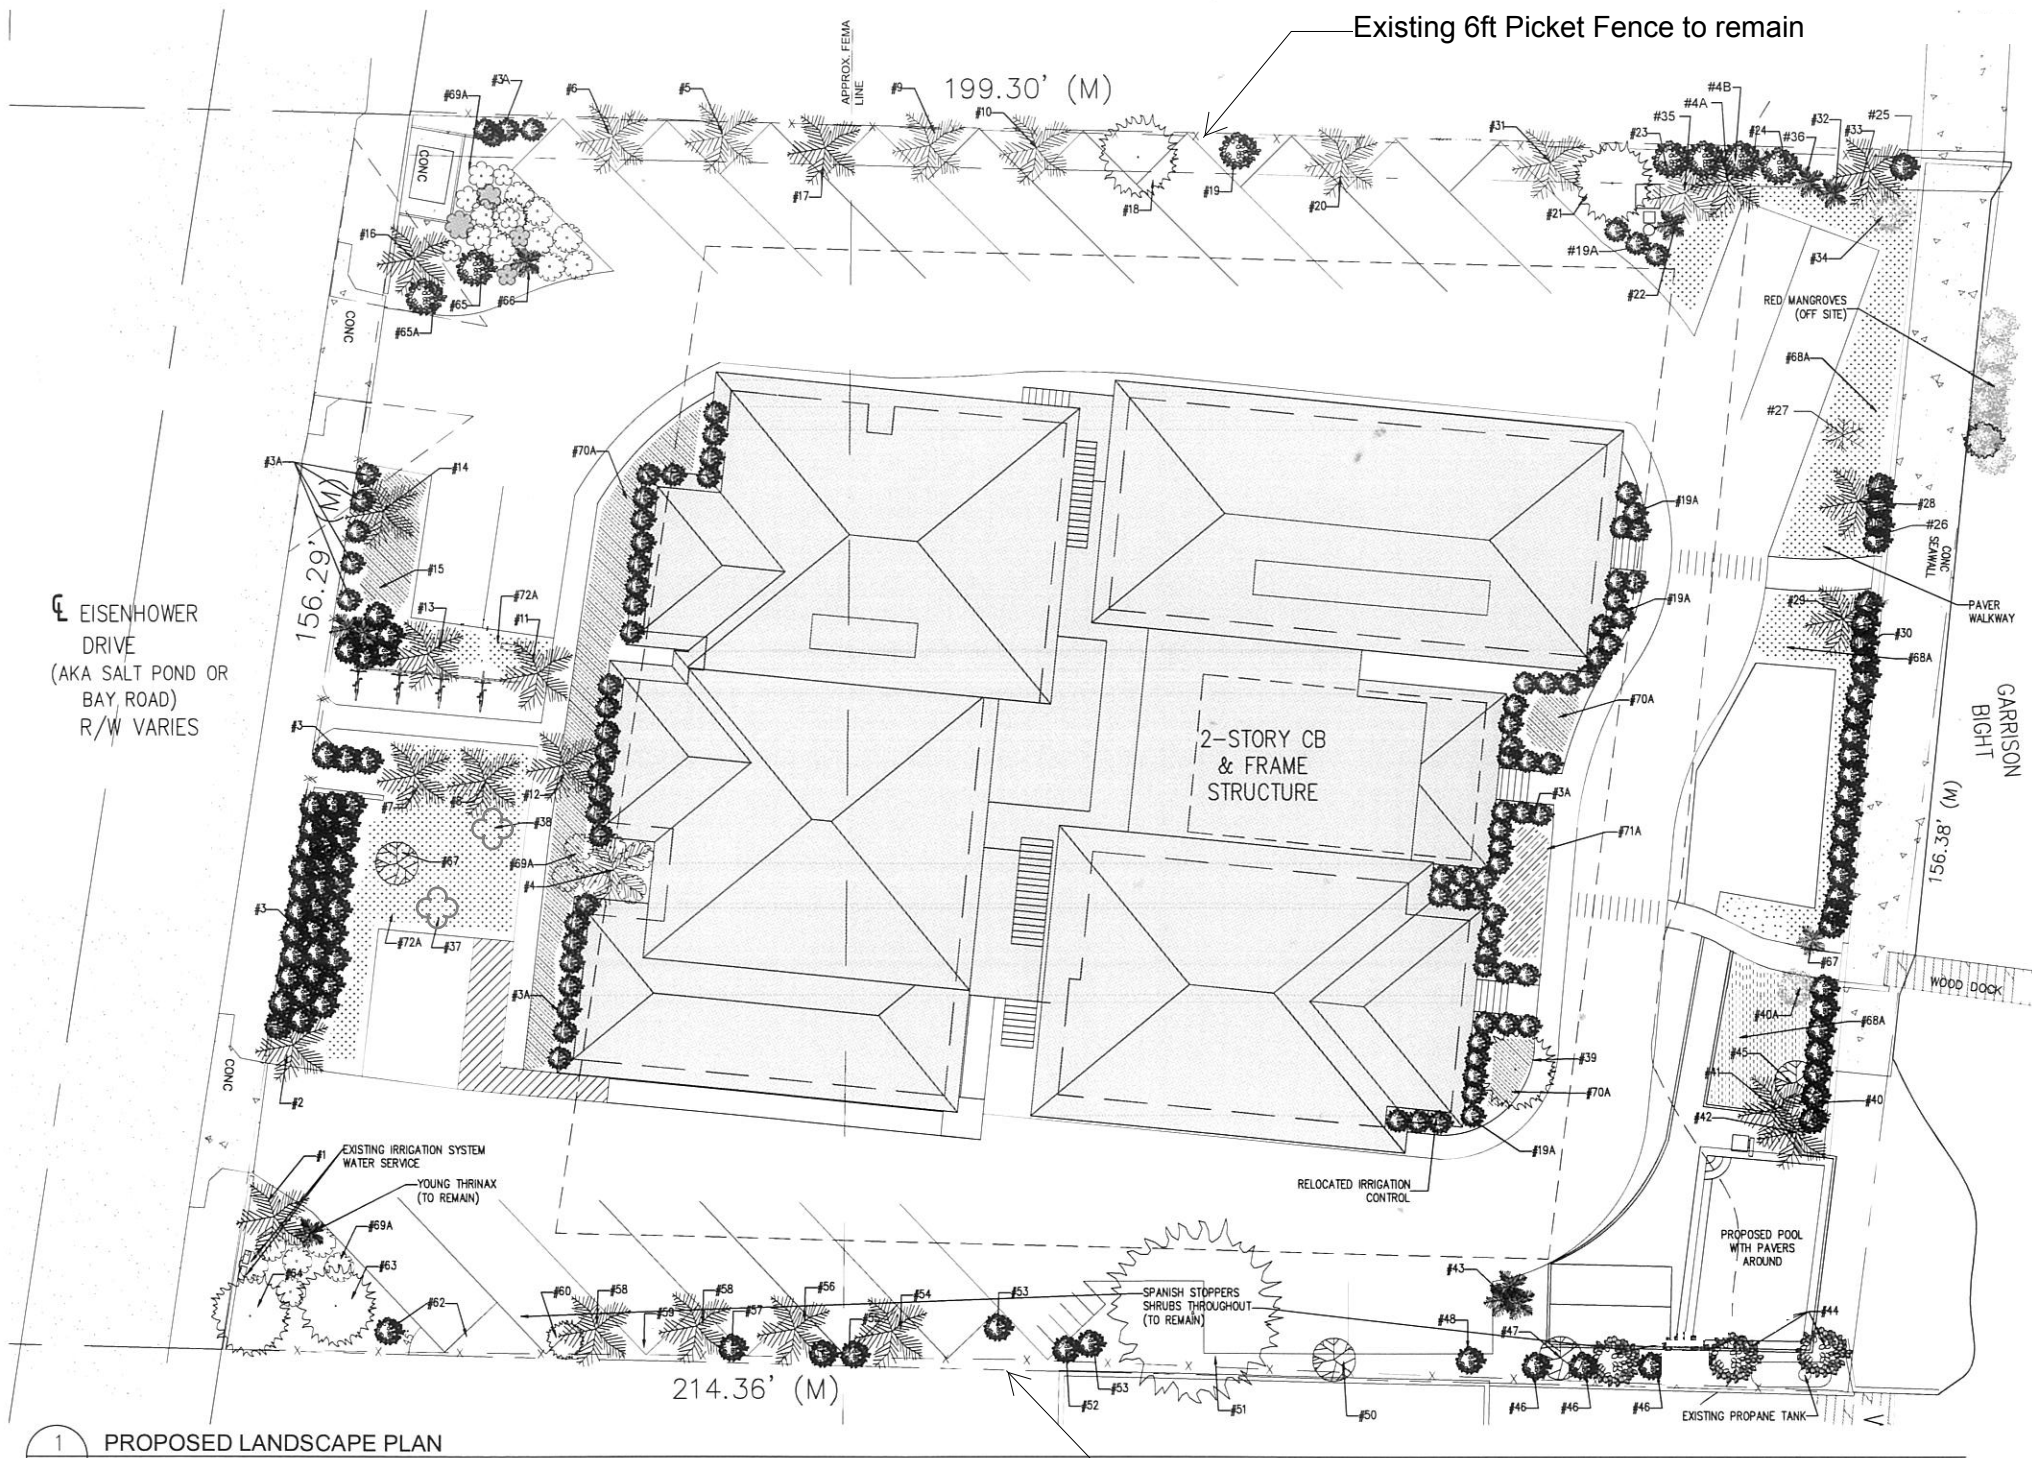 Existing 6ft Picket Fence to remain
APPROX. FEMA
LINE
199.30' (M)
#69A
#3A
#6
#5
#9
#10
#17
#18
#19
#20
#31
#21
#23
#35
#4A
#4B
#24
#36
#32
#33
#25
#19A
#22
#34
CONC
#16
#65
#66
#65A
CONC
RED MANGROVES
(OFF SITE)
#68A
#27
#28
#26
CONC
SEAWALL
PAVER
WALKWAY
#29
#30
#68A
#3A
#14
(M)
156.29'
#15
#13
#72A
#11
#70A
#19A
#19A
#70A
₵ EISENHOWER
DRIVE
(AKA SALT POND OR
BAY ROAD)
R/W VARIES
#3
#7
#8
#12
#38
#67
#69A
#4
#3
#72A
#37
#3A
2-STORY CB
& FRAME
STRUCTURE
#3A
#71A
GARRISON
BIGHT
156.38' (M)
#67
WOOD DOCK
#40A
#68A
#45
#41
#40
#42
#39
#70A
#19A
CONC
#2
#1
EXISTING IRRIGATION SYSTEM
WATER SERVICE
YOUNG THRINAX
(TO REMAIN)
#69A
#64
#63
#62
RELOCATED IRRIGATION
CONTROL
PROPOSED POOL
WITH PAVERS
AROUND
#60
#58
#59
#58
#57
#56
#54
#53
SPANISH STOPPERS
SHRUBS THROUGHOUT
(TO REMAIN)
#43
#48
#47
#44
#52
#53
#51
#50
#46
#46
#46
EXISTING PROPANE TANK
214.36' (M)
1
PROPOSED LANDSCAPE PLAN